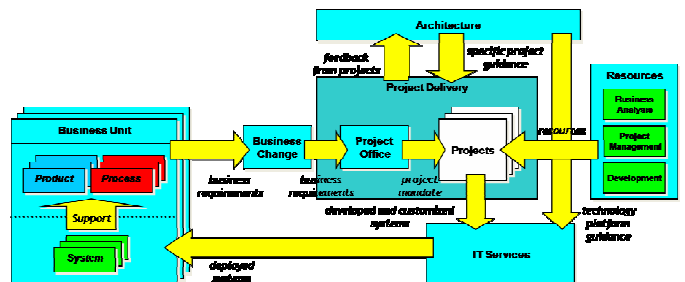 Architecture
feedback
from projects
specific project
guidance
Project Delivery
Resources
Business
Analysis
Project
Management
Development
resources
Business Unit
Product
Process
Support
System
Business
Change
Project
Office
Projects
business
requirements
business
requirements
project
mandate
developed and customized
systems
technology
platform
guidance
IT Services
deployed
systems